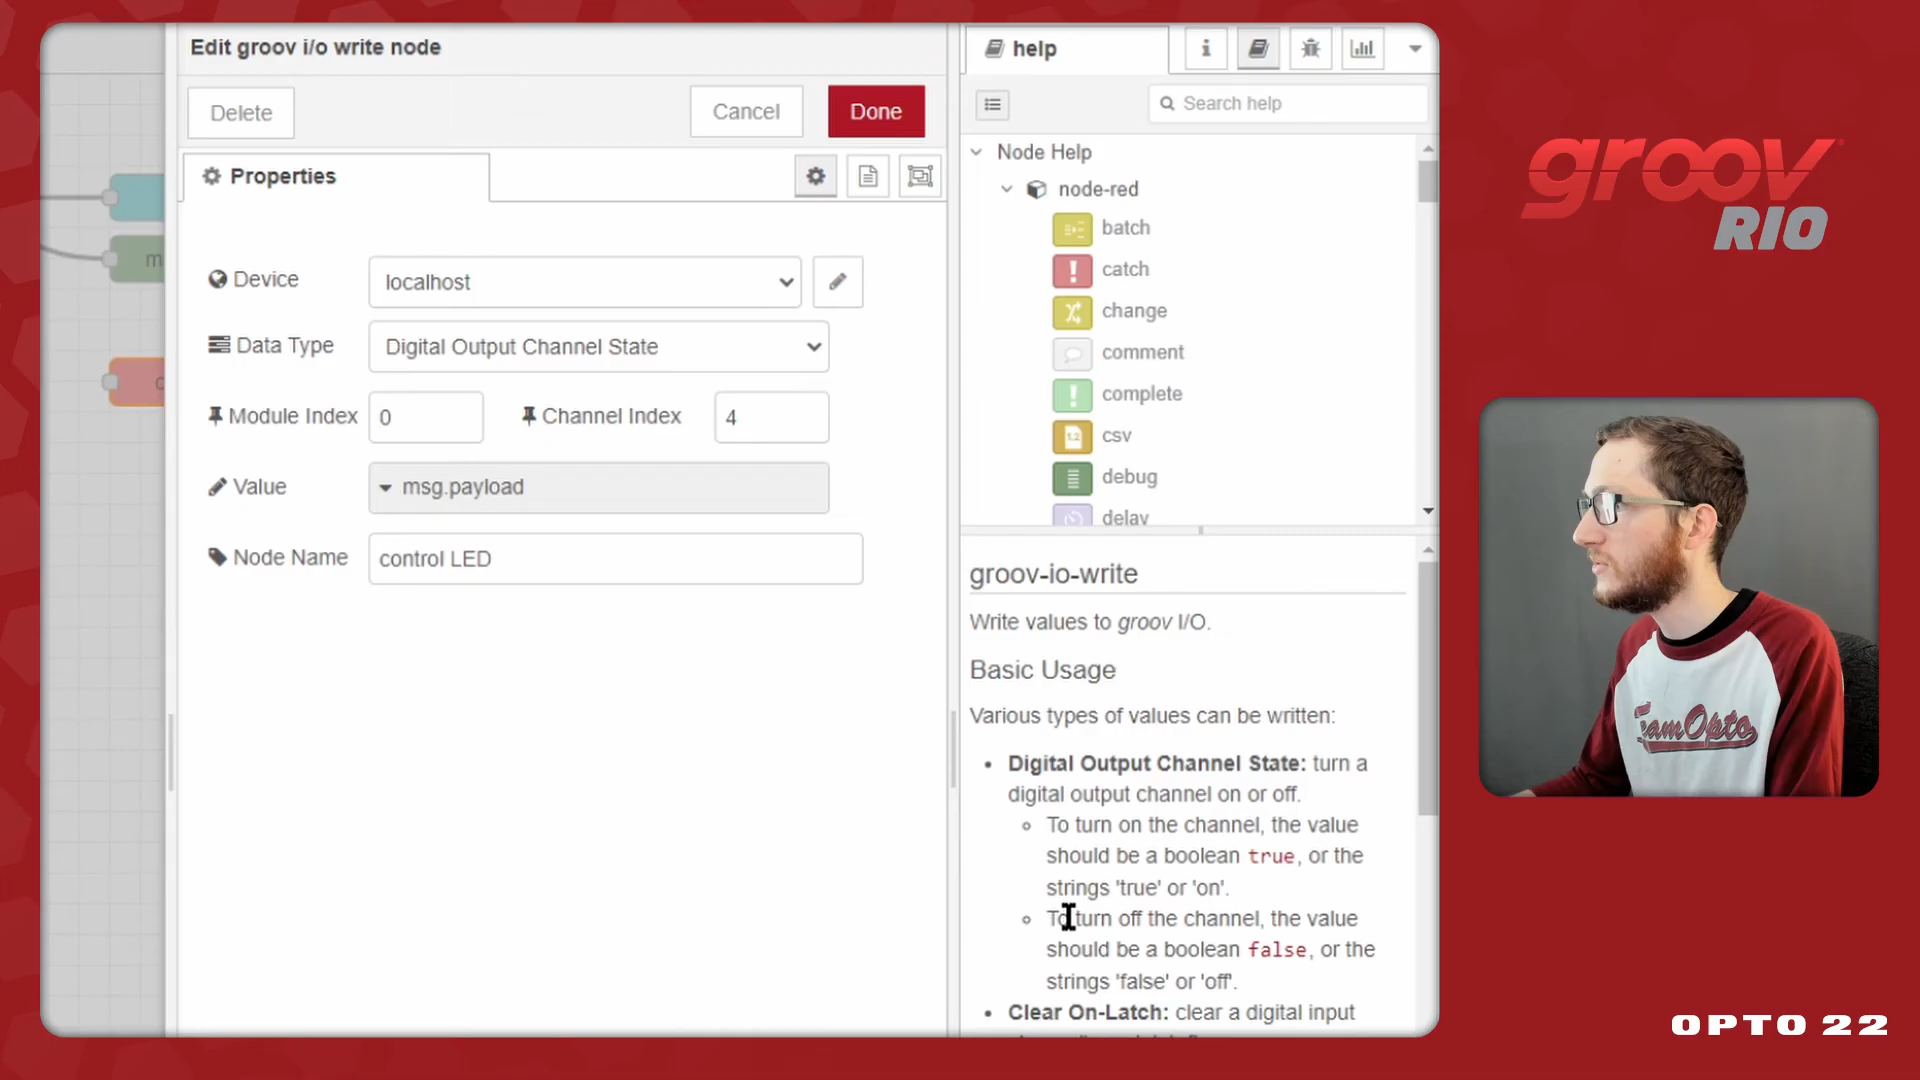 Edit groov i/o write node
Delete
Cancel
Done
Properties
Device
localhost
Data Type
Digital Output Channel State
Module Index
0
Channel Index
4
Value
msg.payload
Node Name
control LED
help
Search help
Node Help
node-red
batch
catch
change
comment
complete
csv
debug
delay
groov-io-write
Write values to groov I/O.
Basic Usage
Various types of values can be written:
Digital Output Channel State: turn a
digital output channel on or off.
To turn on the channel, the value
should be a boolean true, or the
strings 'true' or 'on'.
To turn off the channel, the value
should be a boolean false, or the
strings 'false' or 'off'.
Clear On-Latch: clear a digital input
groov
RIO
TeamOpto
OPTO 22